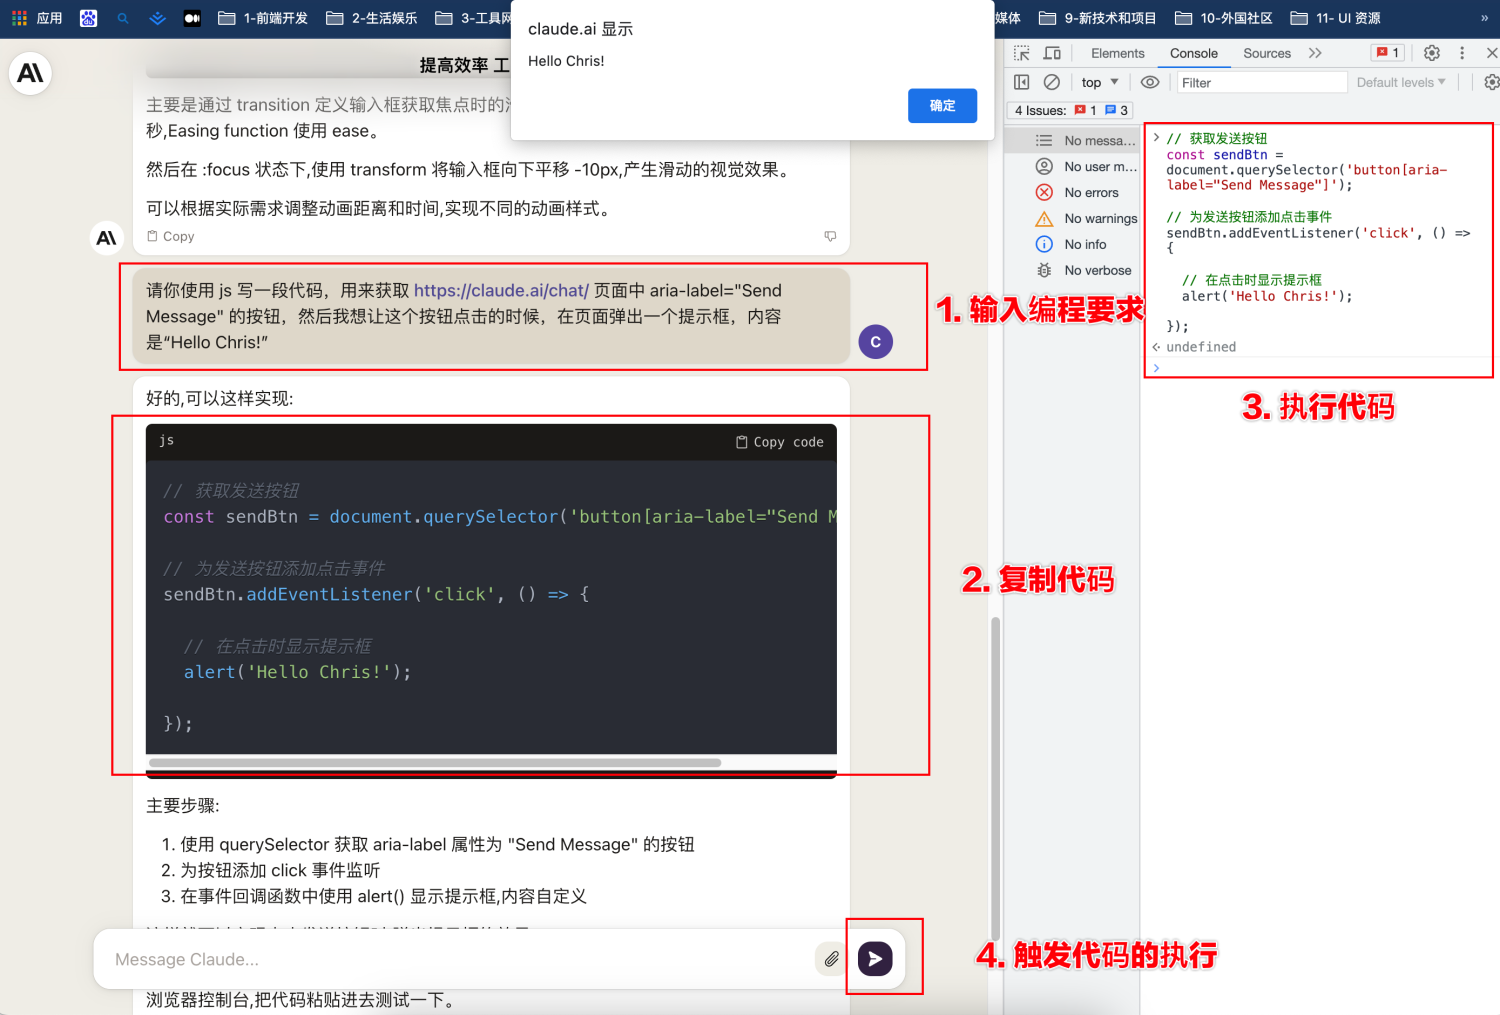 应用
1-前端开发
2-生活娱乐
3-工具网
媒体
9-新技术和项目
10-外国社区
11- UI 资源
»
claude.ai 显示
Hello Chris!
确定
提高效率 工
主要是通过 transition 定义输入框获取焦点时的
秒,Easing function 使用 ease。
然后在 :focus 状态下,使用 transform 将输入框向下平移 -10px,产生滑动的视觉效果。
可以根据实际需求调整动画距离和时间,实现不同的动画样式。
Copy
请你使用 js 写一段代码，用来获取 https://claude.ai/chat/ 页面中 aria-label="Send
Message" 的按钮，然后我想让这个按钮点击的时候，在页面弹出一个提示框，内容
是“Hello Chris!”
C
1. 输入编程要求
好的,可以这样实现:
js
Copy code
// 获取发送按钮
const sendBtn = document.querySelector('button[aria-label="Send M
// 为发送按钮添加点击事件
sendBtn.addEventListener('click', () => {
// 在点击时显示提示框
alert('Hello Chris!');
});
2. 复制代码
主要步骤:
1. 使用 querySelector 获取 aria-label 属性为 "Send Message" 的按钮
2. 为按钮添加 click 事件监听
3. 在事件回调函数中使用 alert() 显示提示框,内容自定义
Message Claude...
4. 触发代码的执行
浏览器控制台,把代码粘贴进去测试一下。
Elements
Console
Sources
1
top
Filter
Default levels
4 Issues:
1
3
No messa...
No user m...
No errors
No warnings
No info
No verbose
// 获取发送按钮
const sendBtn =
document.querySelector('button[aria-
label="Send Message"]');
// 为发送按钮添加点击事件
sendBtn.addEventListener('click', () =>
{
// 在点击时显示提示框
alert('Hello Chris!');
});
undefined
3. 执行代码